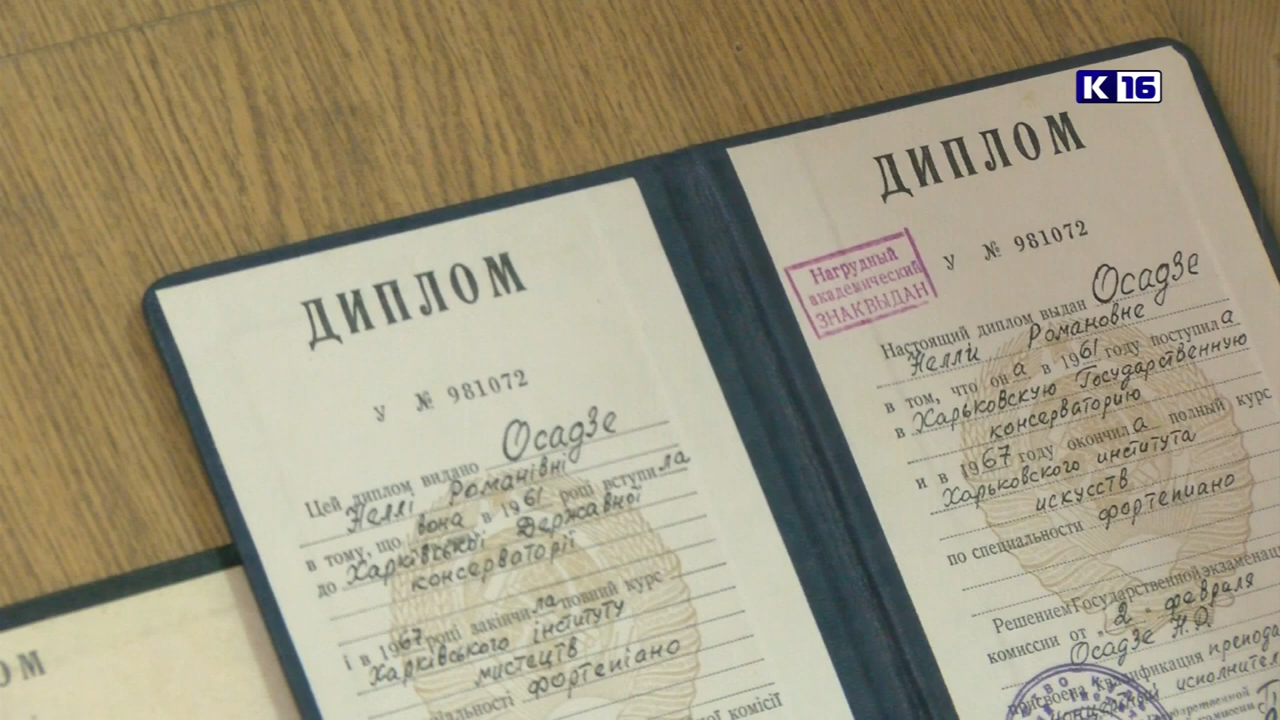 K 16
ДИПЛОМ
У № 981072
Цей диплом видано Осадзе
Неллі Романівні
в тому, що вона в 1961 році вступила
до Харківської Державної
консерваторії
і в 1967 році закінчила повний курс
Харківського інституту
мистецтв
фортепіано
комісії
ДИПЛОМ
Нагрудный
академический
ЗНАК ВЫДАН
У № 981072
Настоящий диплом выдан Осадзе
Нелли Романовне
в том, что она в 1961 году поступила
в Харьковскую Государственную
консерваторию
и в 1967 году окончила полный курс
Харьковского института
искусств
по специальности фортепиано
Решением Государственной экзаменац
комиссии от „2" февраля
Осадзе Н.Р.
присвоена квалификация препода
концертный исполнител
ОМ